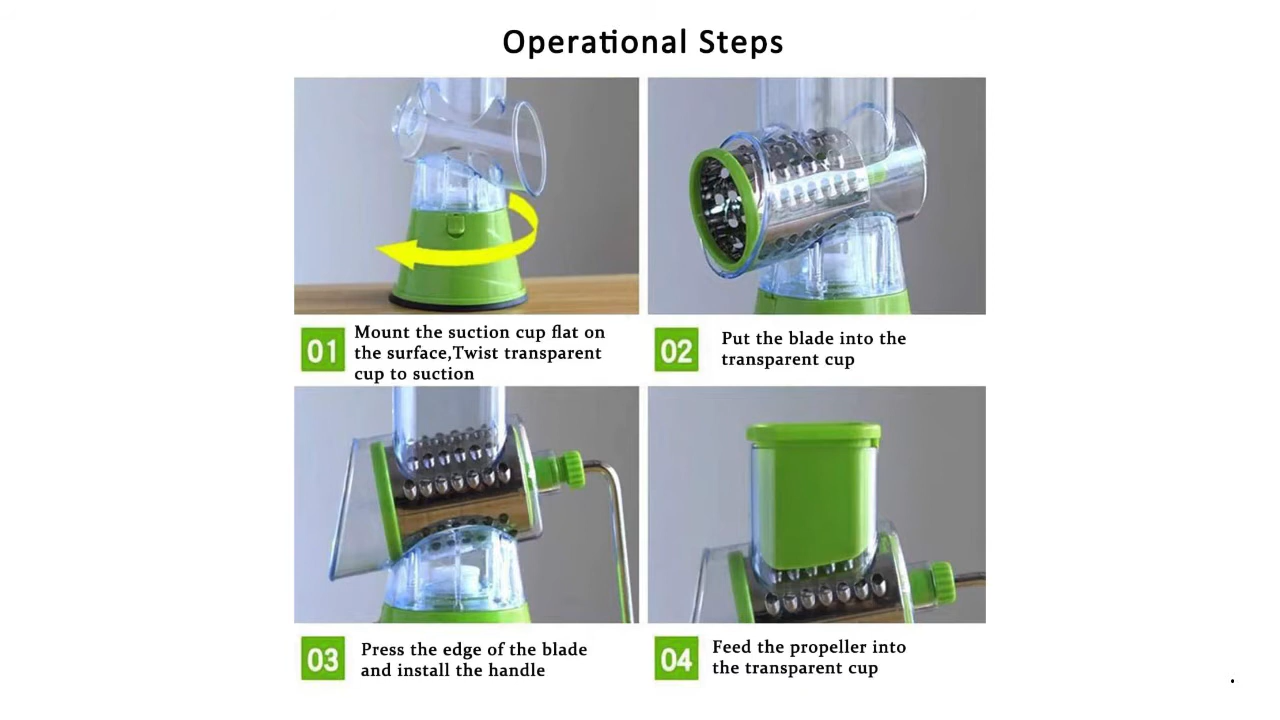 Operational Steps
01
Mount the suction cup flat on
the surface,Twist transparent
cup to suction
02
Put the blade into the
transparent cup
03
Press the edge of the blade
and install the handle
04
Feed the propeller into
the transparent cup
.